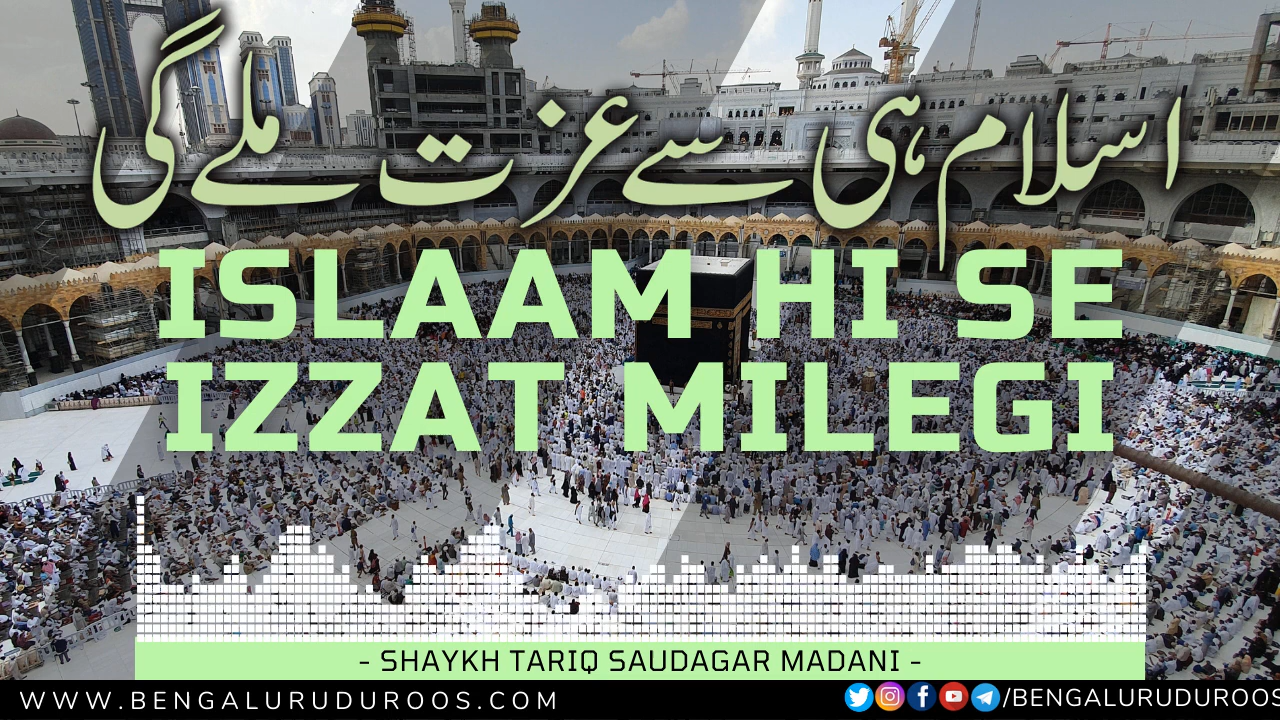 اسلام ہی سے عزت ملے گی
ISLAAM HI SE
IZZAT MILEGI
- SHAYKH TARIQ SAUDAGAR MADANI -
WWW.BENGALURUDUROOS.COM
/BENGALURUDUROOS